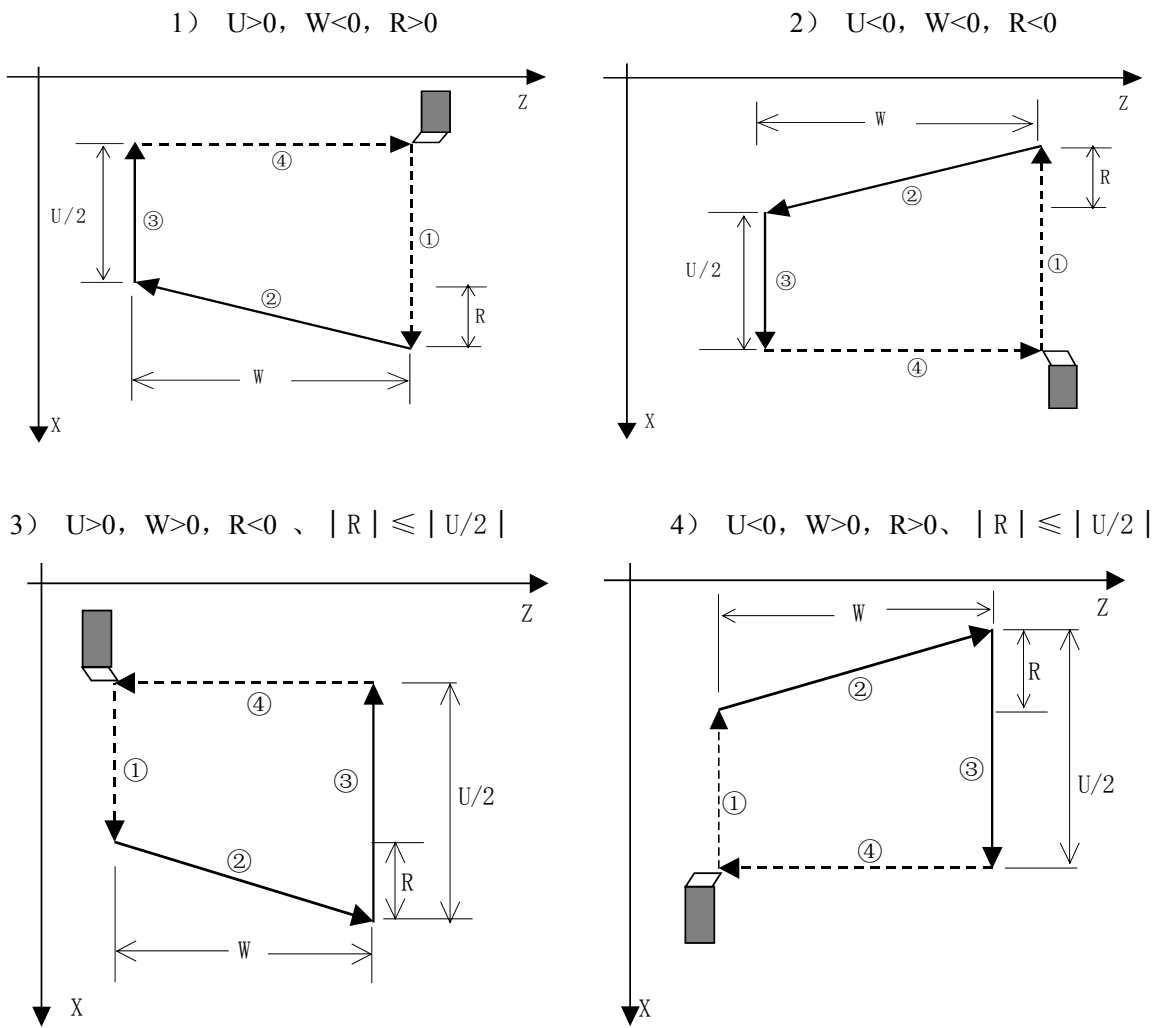 1） U>0，W<0，R>0
Z
④
U/2
③
①
②
R
W
X
2） U<0，W<0，R<0
Z
W
R
②
U/2
①
③
④
X
3） U>0，W>0，R<0 、｜R｜≤｜U/2｜
Z
④
①
③
U/2
②
R
W
X
4） U<0，W>0，R>0、｜R｜≤｜U/2｜
Z
W
R
②
③
U/2
①
④
X